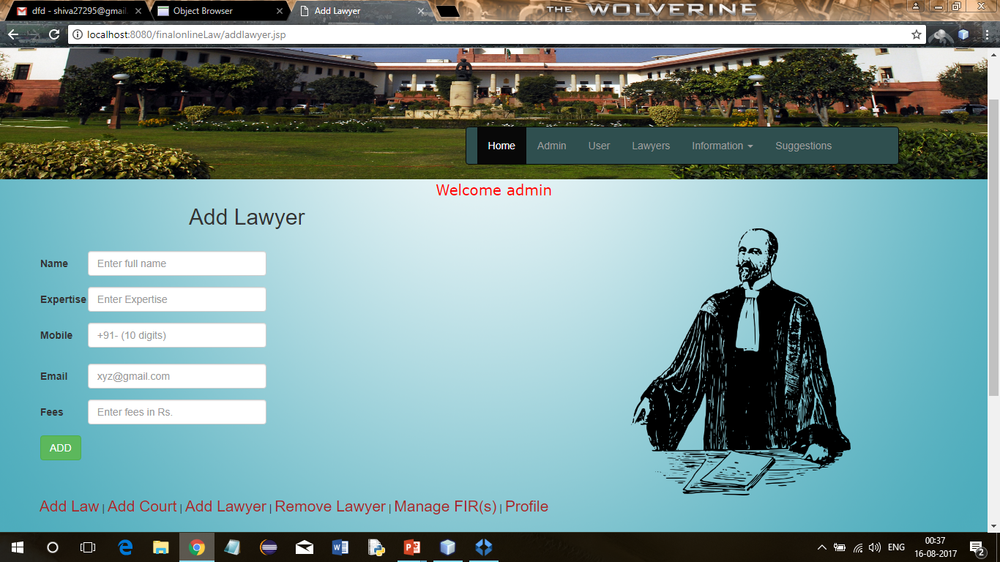 dfd - shiva27295@gmail.
Object Browser
Add Lawyer
THE WOLVERINE
localhost:8080/finalonlineLaw/addlawyer.jsp
Home Admin User Lawyers Information Suggestions
Welcome admin
Add Lawyer
Name Enter full name
Expertise Enter Expertise
Mobile +91- (10 digits)
Email xyz@gmail.com
Fees Enter fees in Rs.
ADD
Add Law | Add Court | Add Lawyer | Remove Lawyer | Manage FIR(s) | Profile
ENG
00:37
16-08-2017
2